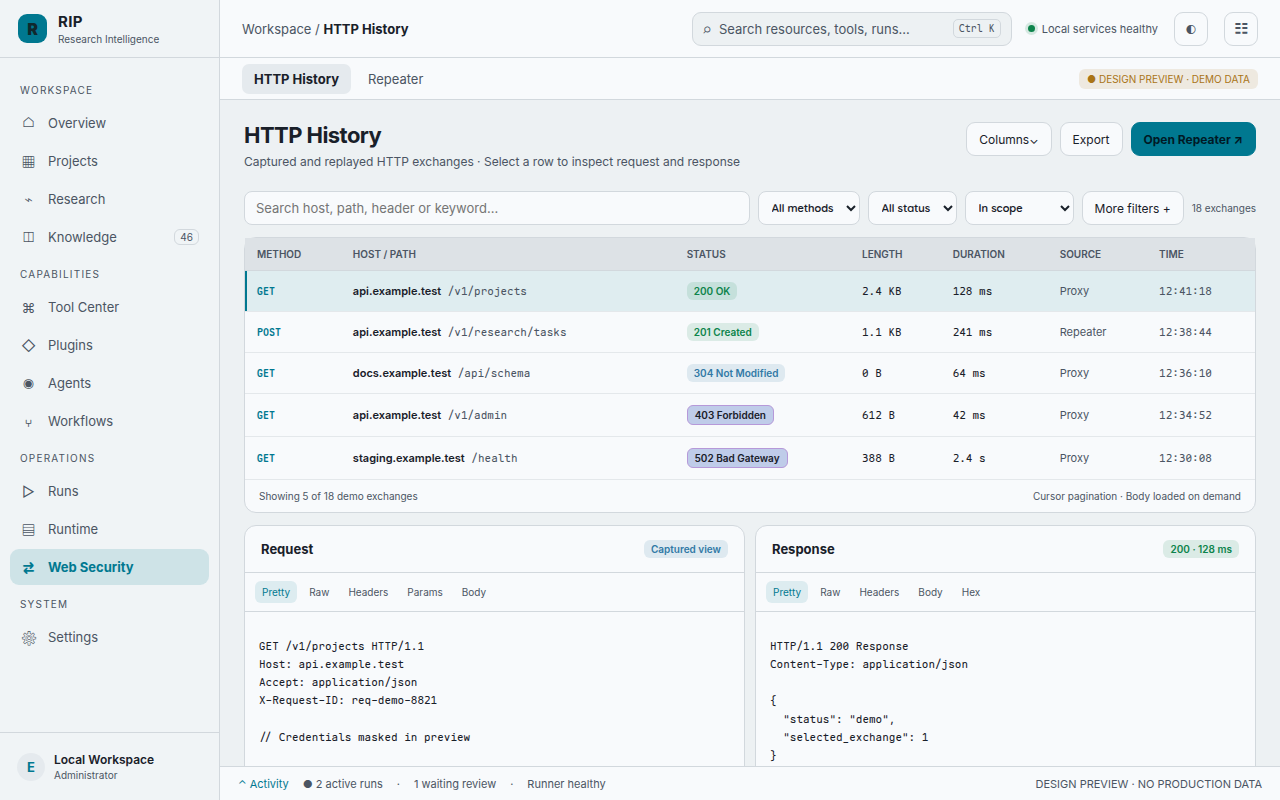 R
RIP
Research Intelligence
WORKSPACE
Overview
Projects
Research
Knowledge 46
CAPABILITIES
Tool Center
Plugins
Agents
Workflows
OPERATIONS
Runs
Runtime
Web Security
SYSTEM
Settings
E Local Workspace
Administrator
Workspace / HTTP History
Search resources, tools, runs... Ctrl K
Local services healthy
HTTP History Repeater
DESIGN PREVIEW · DEMO DATA
HTTP History
Captured and replayed HTTP exchanges · Select a row to inspect request and response
Columns Export Open Repeater ↗
Search host, path, header or keyword... All methods All status In scope More filters + 18 exchanges
METHOD HOST / PATH STATUS LENGTH DURATION SOURCE TIME
GET api.example.test /v1/projects 200 OK 2.4 KB 128 ms Proxy 12:41:18
POST api.example.test /v1/research/tasks 201 Created 1.1 KB 241 ms Repeater 12:38:44
GET docs.example.test /api/schema 304 Not Modified 0 B 64 ms Proxy 12:36:10
GET api.example.test /v1/admin 403 Forbidden 612 B 42 ms Proxy 12:34:52
GET staging.example.test /health 502 Bad Gateway 388 B 2.4 s Proxy 12:30:08
Showing 5 of 18 demo exchanges Cursor pagination · Body loaded on demand
Request Captured view
Pretty Raw Headers Params Body
GET /v1/projects HTTP/1.1
Host: api.example.test
Accept: application/json
X-Request-ID: req-demo-8821
// Credentials masked in preview
Response 200 · 128 ms
Pretty Raw Headers Body Hex
HTTP/1.1 200 Response
Content-Type: application/json
{
"status": "demo",
"selected_exchange": 1
}
^ Activity ● 2 active runs · 1 waiting review · Runner healthy
DESIGN PREVIEW · NO PRODUCTION DATA